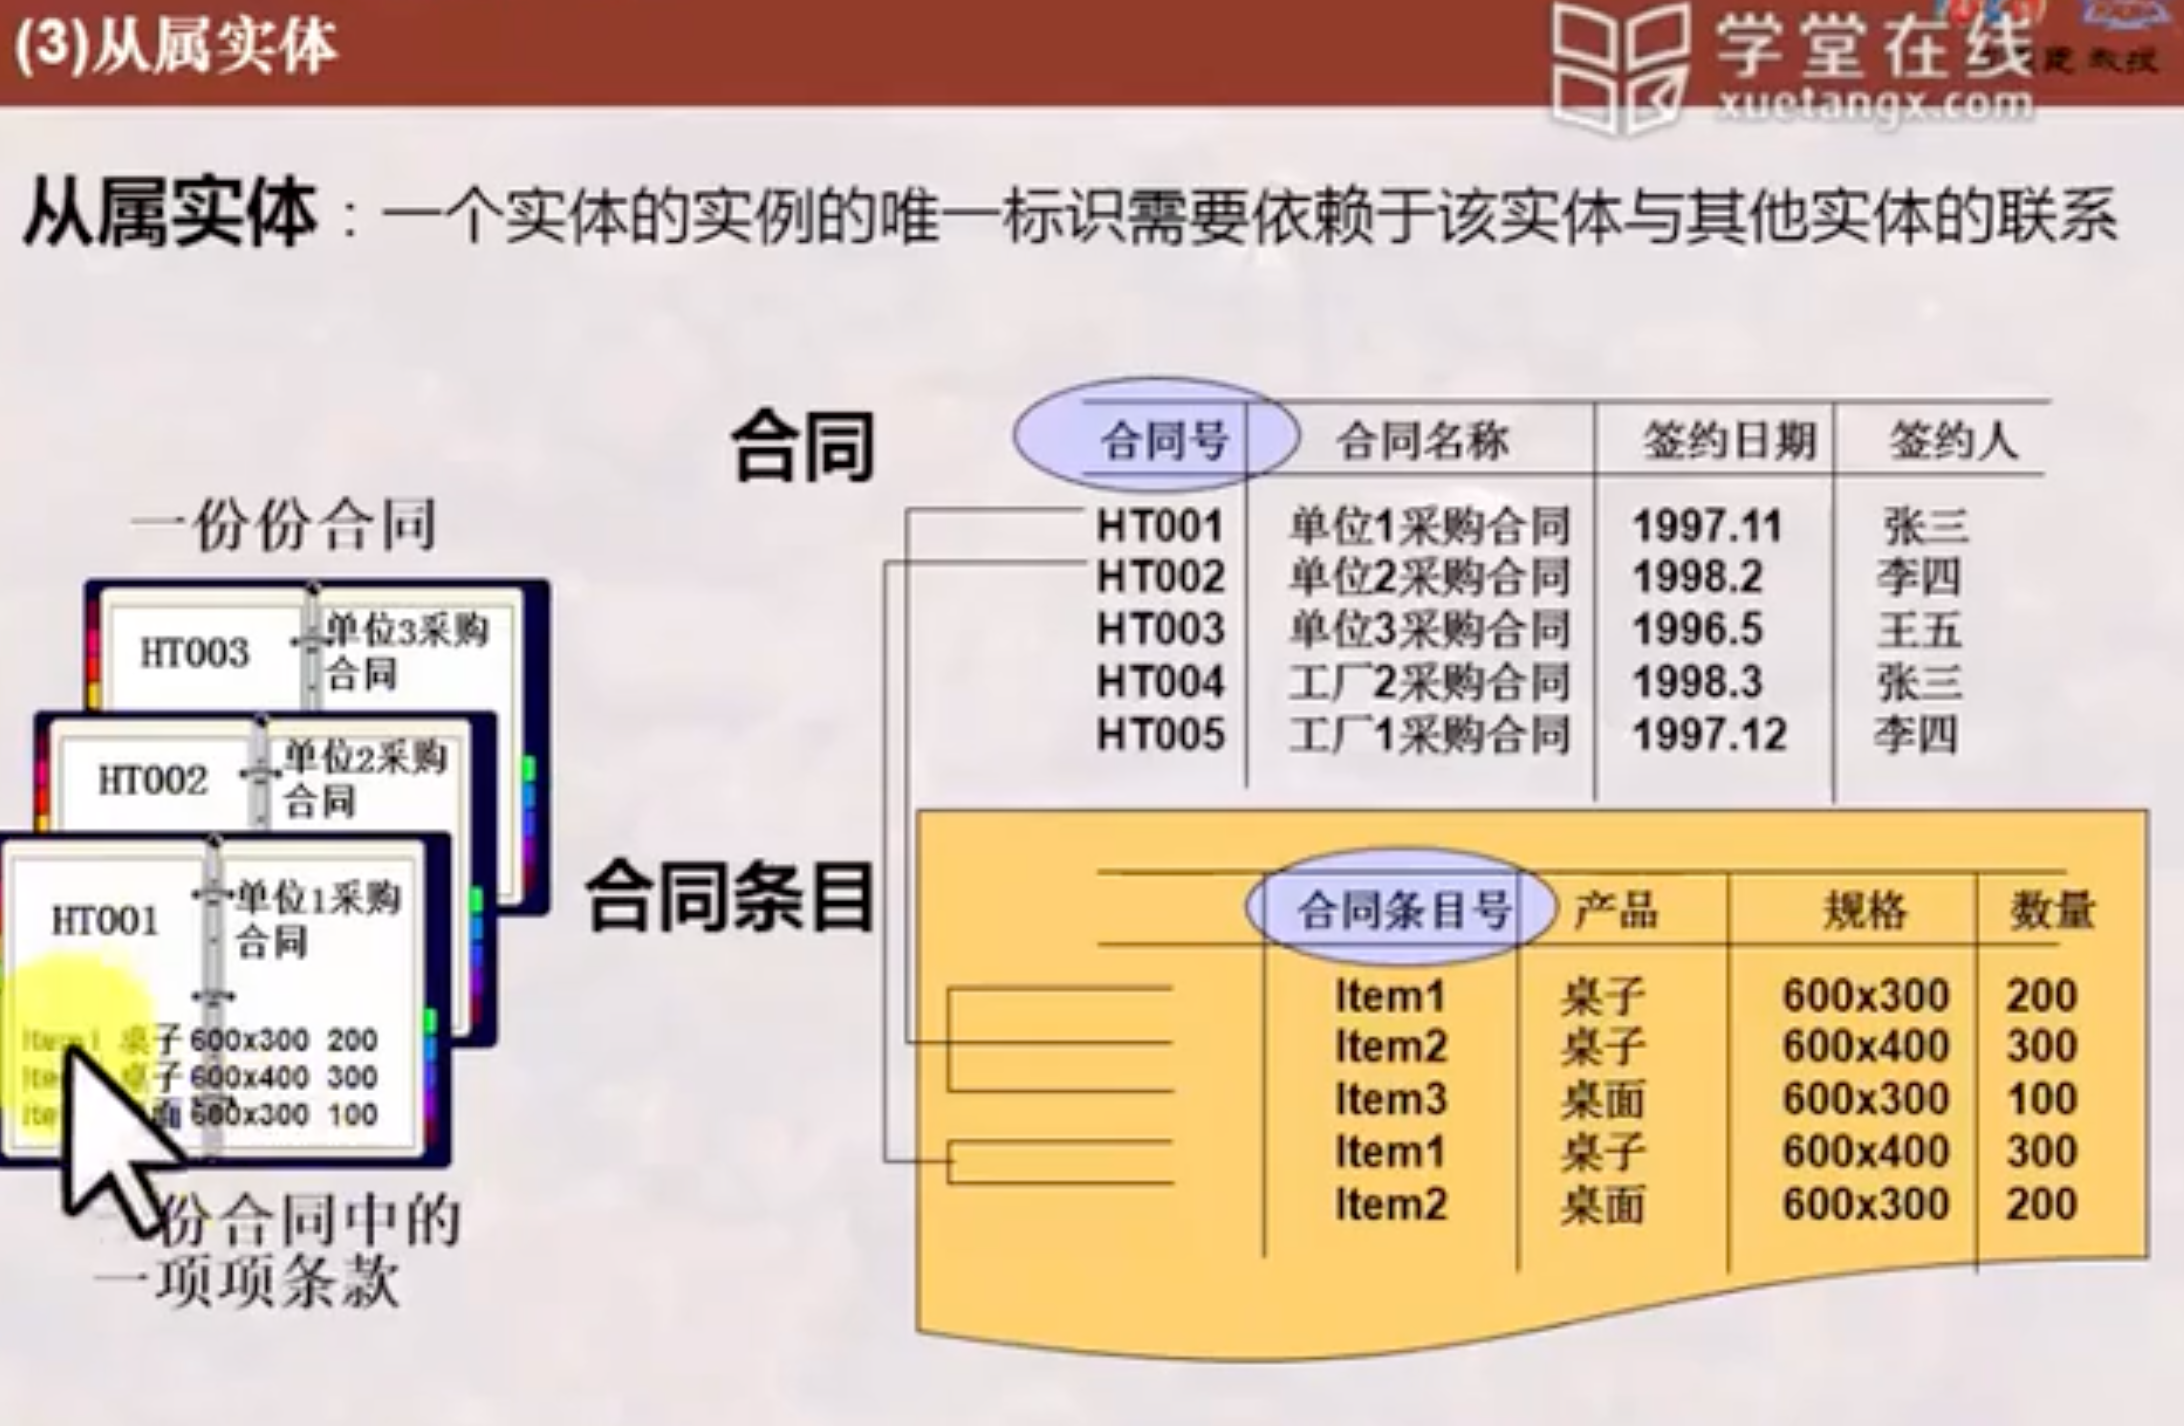 (3)从属实体
学堂在线
xuetangx.com
教授
从属实体：一个实体的实例的唯一标识需要依赖于该实体与其他实体的联系
一份份合同
HT003
单位3采购
合同
HT002
单位2采购
合同
HT001
单位1采购
合同
Item1 桌子 600x300 200
子 600x400 300
面 600x300 100
份合同中的
一项项条款
合同
合同号 合同名称 签约日期 签约人
HT001 单位1采购合同 1997.11 张三
HT002 单位2采购合同 1998.2 李四
HT003 单位3采购合同 1996.5 王五
HT004 工厂2采购合同 1998.3 张三
HT005 工厂1采购合同 1997.12 李四
合同条目
合同条目号 产品 规格 数量
Item1 桌子 600x300 200
Item2 桌子 600x400 300
Item3 桌面 600x300 100
Item1 桌子 600x400 300
Item2 桌面 600x300 200